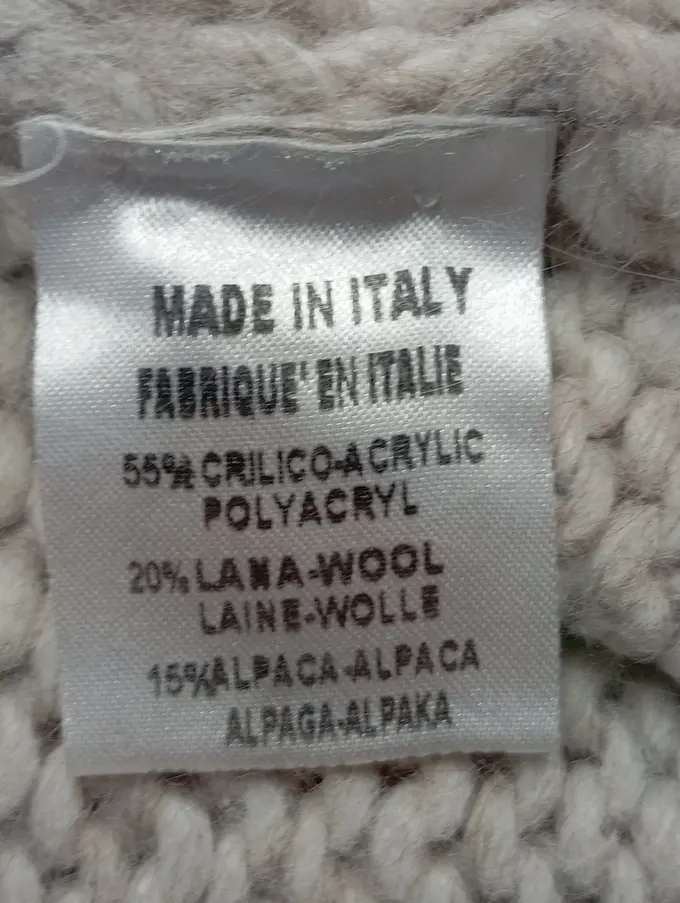 MADE IN ITALY
FABRIQUE' EN ITALIE
55% CRILICO-ACRYLIC
POLYACRYL
20% LANA-WOOL
LAINE-WOLLE
15% ALPACA-ALPACA
ALPAGA-ALPAKA